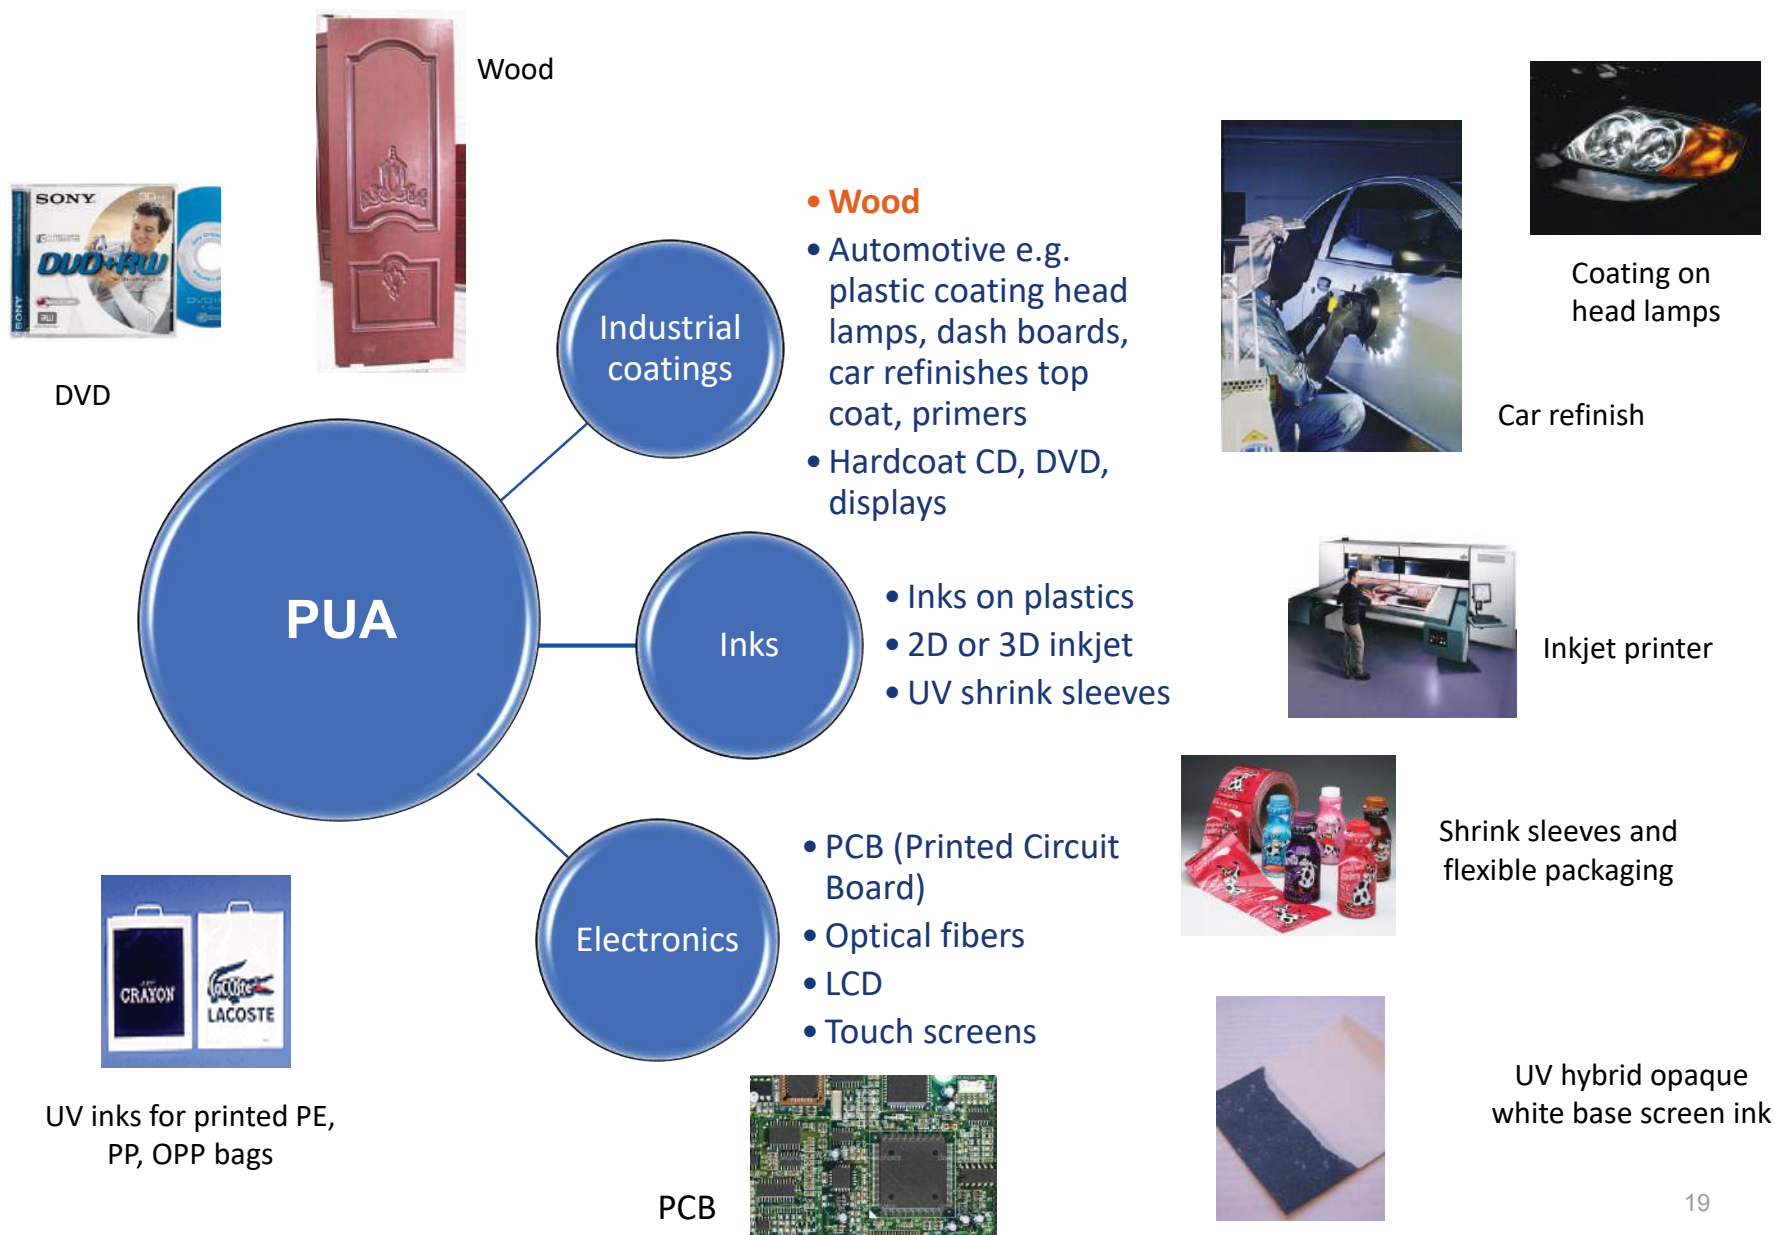 Wood
SONY
DVD+RW
SONY
DVD
Industrial
coatings
• Wood
• Automotive e.g.
plastic coating head
lamps, dash boards,
car refinishes top
coat, primers
• Hardcoat CD, DVD,
displays
Coating on
head lamps
Car refinish
PUA
Inks
• Inks on plastics
• 2D or 3D inkjet
• UV shrink sleeves
Inkjet printer
Electronics
• PCB (Printed Circuit
Board)
• Optical fibers
• LCD
• Touch screens
Shrink sleeves and
flexible packaging
CRAYON
LACOSTE
UV inks for printed PE,
PP, OPP bags
PCB
UV hybrid opaque
white base screen ink
19